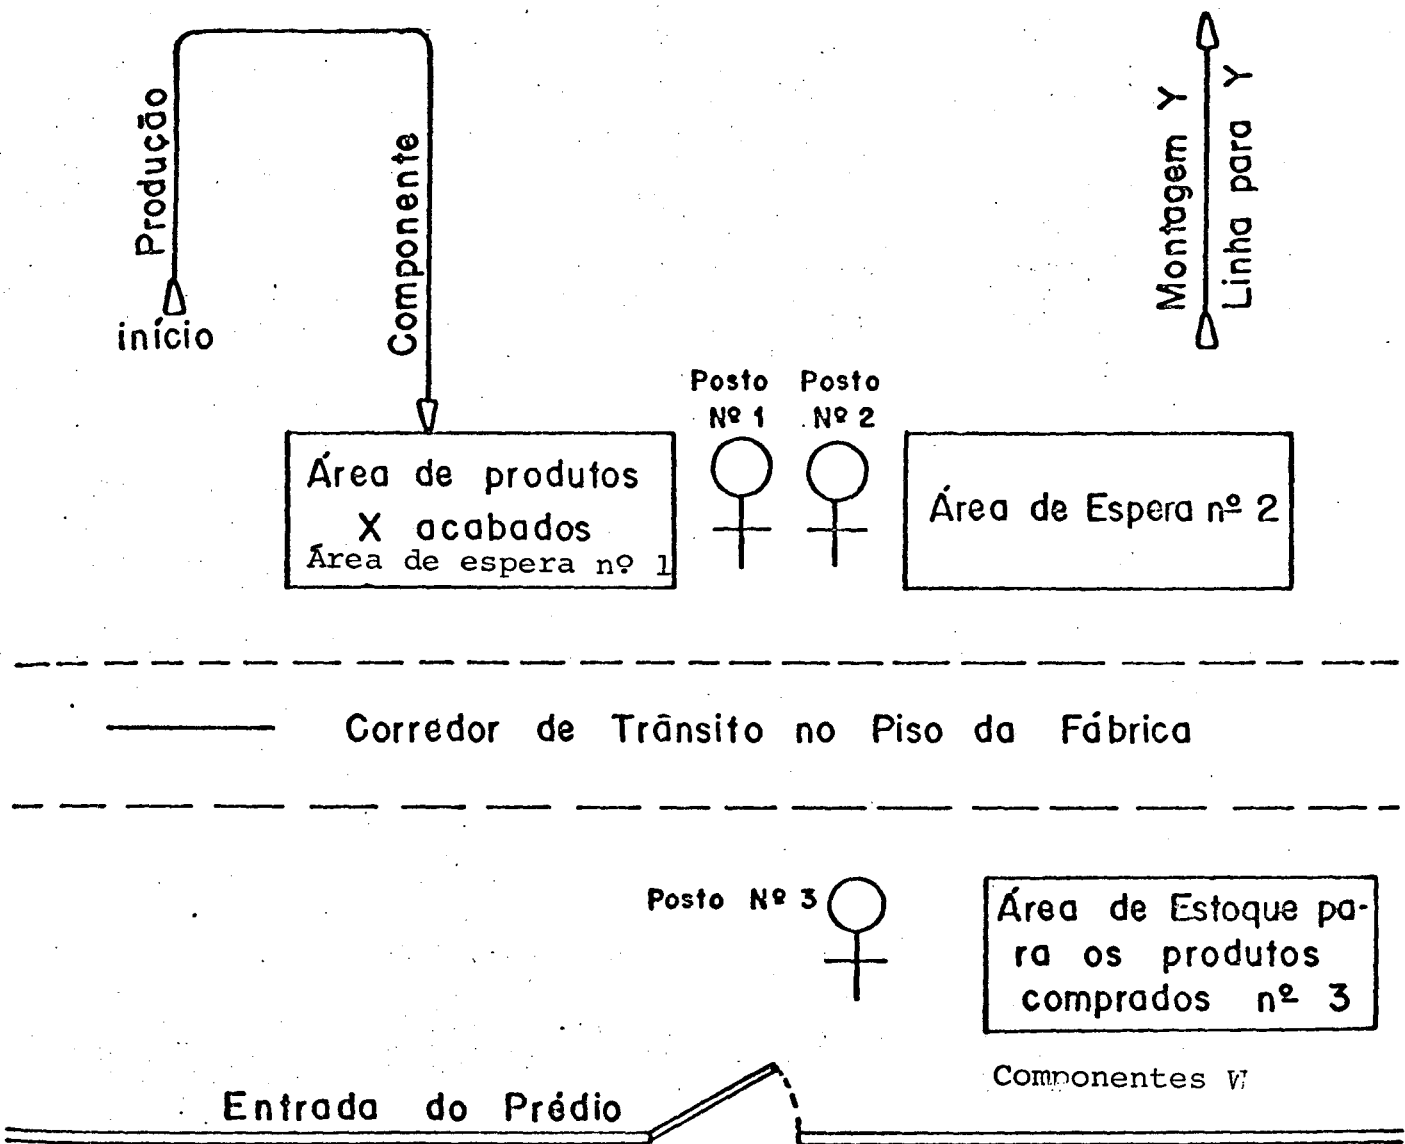 Produção
início
Componente
Montagem Y
Linha para Y
Posto
Nº 1
Posto
Nº 2
Área de produtos
X acabados
Área de espera nº 1
Área de Espera nº 2
Corredor de Trânsito no Piso da Fábrica
Posto Nº 3
Área de Estoque pa-
ra os produtos
comprados nº 3
Componentes W
Entrada do Prédio